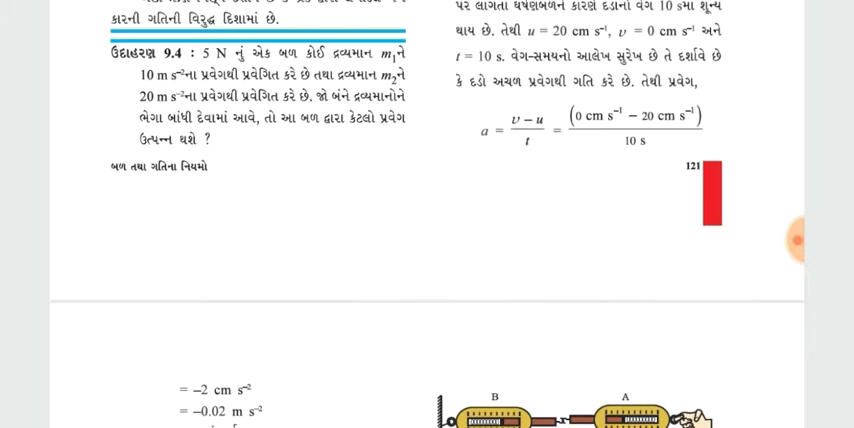 કારની ગતિની વિરુદ્ધ દિશામાં છે.
ઉદાહરણ 9.4 : 5 N નું એક બળ કોઈ દ્રવ્યમાન m₁ને
10 m s⁻²ના પ્રવેગથી પ્રવેગિત કરે છે તથા દ્રવ્યમાન m₂ને
20 m s⁻²ના પ્રવેગથી પ્રવેગિત કરે છે. જો બંને દ્રવ્યમાનોને
ભેગા બાંધી દેવામાં આવે, તો આ બળ દ્વારા કેટલો પ્રવેગ
ઉત્પન્ન થશે ?
બળ તથા ગતિના નિયમો
પર લાગતા ઘર્ષણબળને કારણે દડાનો વેગ 10 sમાં શૂન્ય
થાય છે. તેથી u = 20 cm s⁻¹, v = 0 cm s⁻¹ અને
t = 10 s. વેગ-સમયનો આલેખ સુરેખ છે તે દર્શાવે છે
કે દડો અચળ પ્રવેગથી ગતિ કરે છે. તેથી પ્રવેગ,
a = (v – u)/t = (0 cm s⁻¹ – 20 cm s⁻¹)/10 s
121
= –2 cm s⁻²
= –0.02 m s⁻²
B A